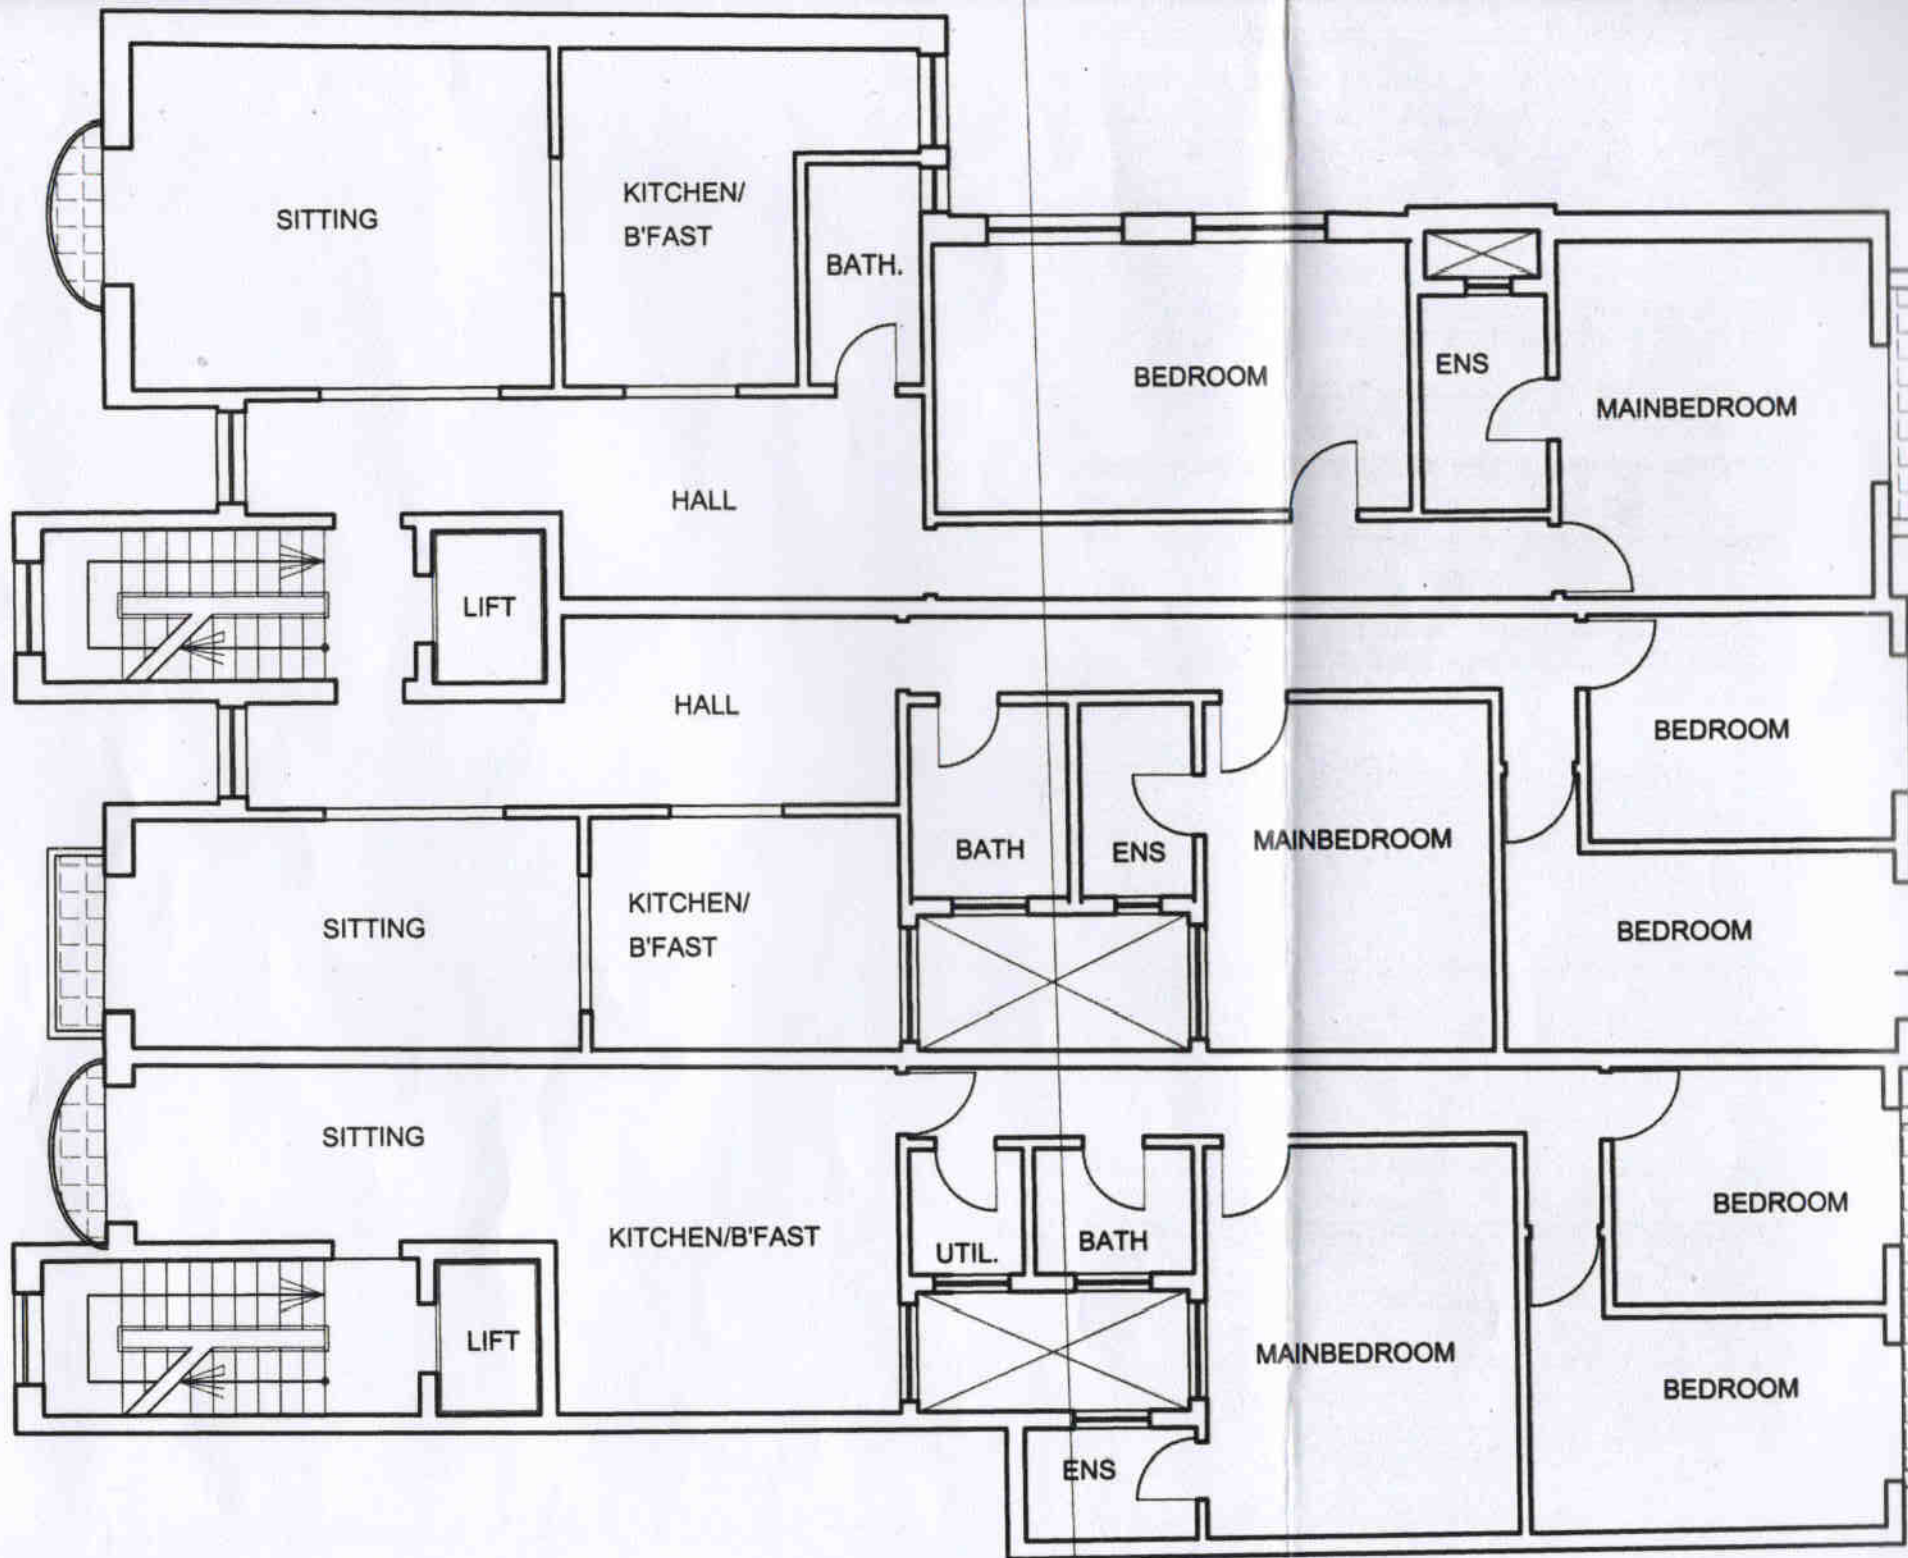 SITTING
KITCHEN/
B'FAST
BATH.
BEDROOM
ENS
MAINBEDROOM
HALL
LIFT
HALL
BEDROOM
BATH
ENS
MAINBEDROOM
SITTING
KITCHEN/
B'FAST
BEDROOM
SITTING
KITCHEN/B'FAST
UTIL.
BATH
BEDROOM
LIFT
MAINBEDROOM
BEDROOM
ENS